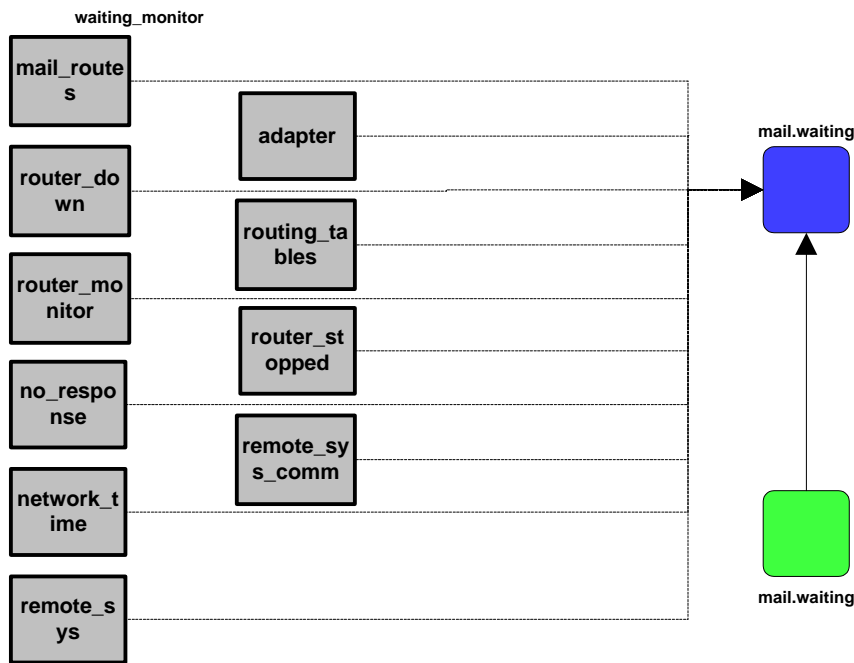 waiting_monitor
mail_route
s
adapter
mail.waiting
router_do
wn
routing_ta
bles
router_mo
nitor
router_st
opped
no_respo
nse
remote_sy
s_comm
network_t
ime
remote_s
ys
mail.waiting